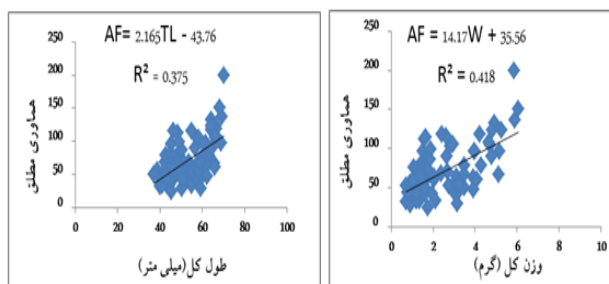 AF= 2.165TL - 43.76
R² = 0.375
250
200
150
100
50
0
0 20 40 60 80 100
هماوری مطلق
طول کل(میلی متر)
AF = 14.17W + 35.56
R² = 0.418
250
200
150
100
50
0
0 2 4 6 8 10
هماوری مطلق
وزن کل (گرم)